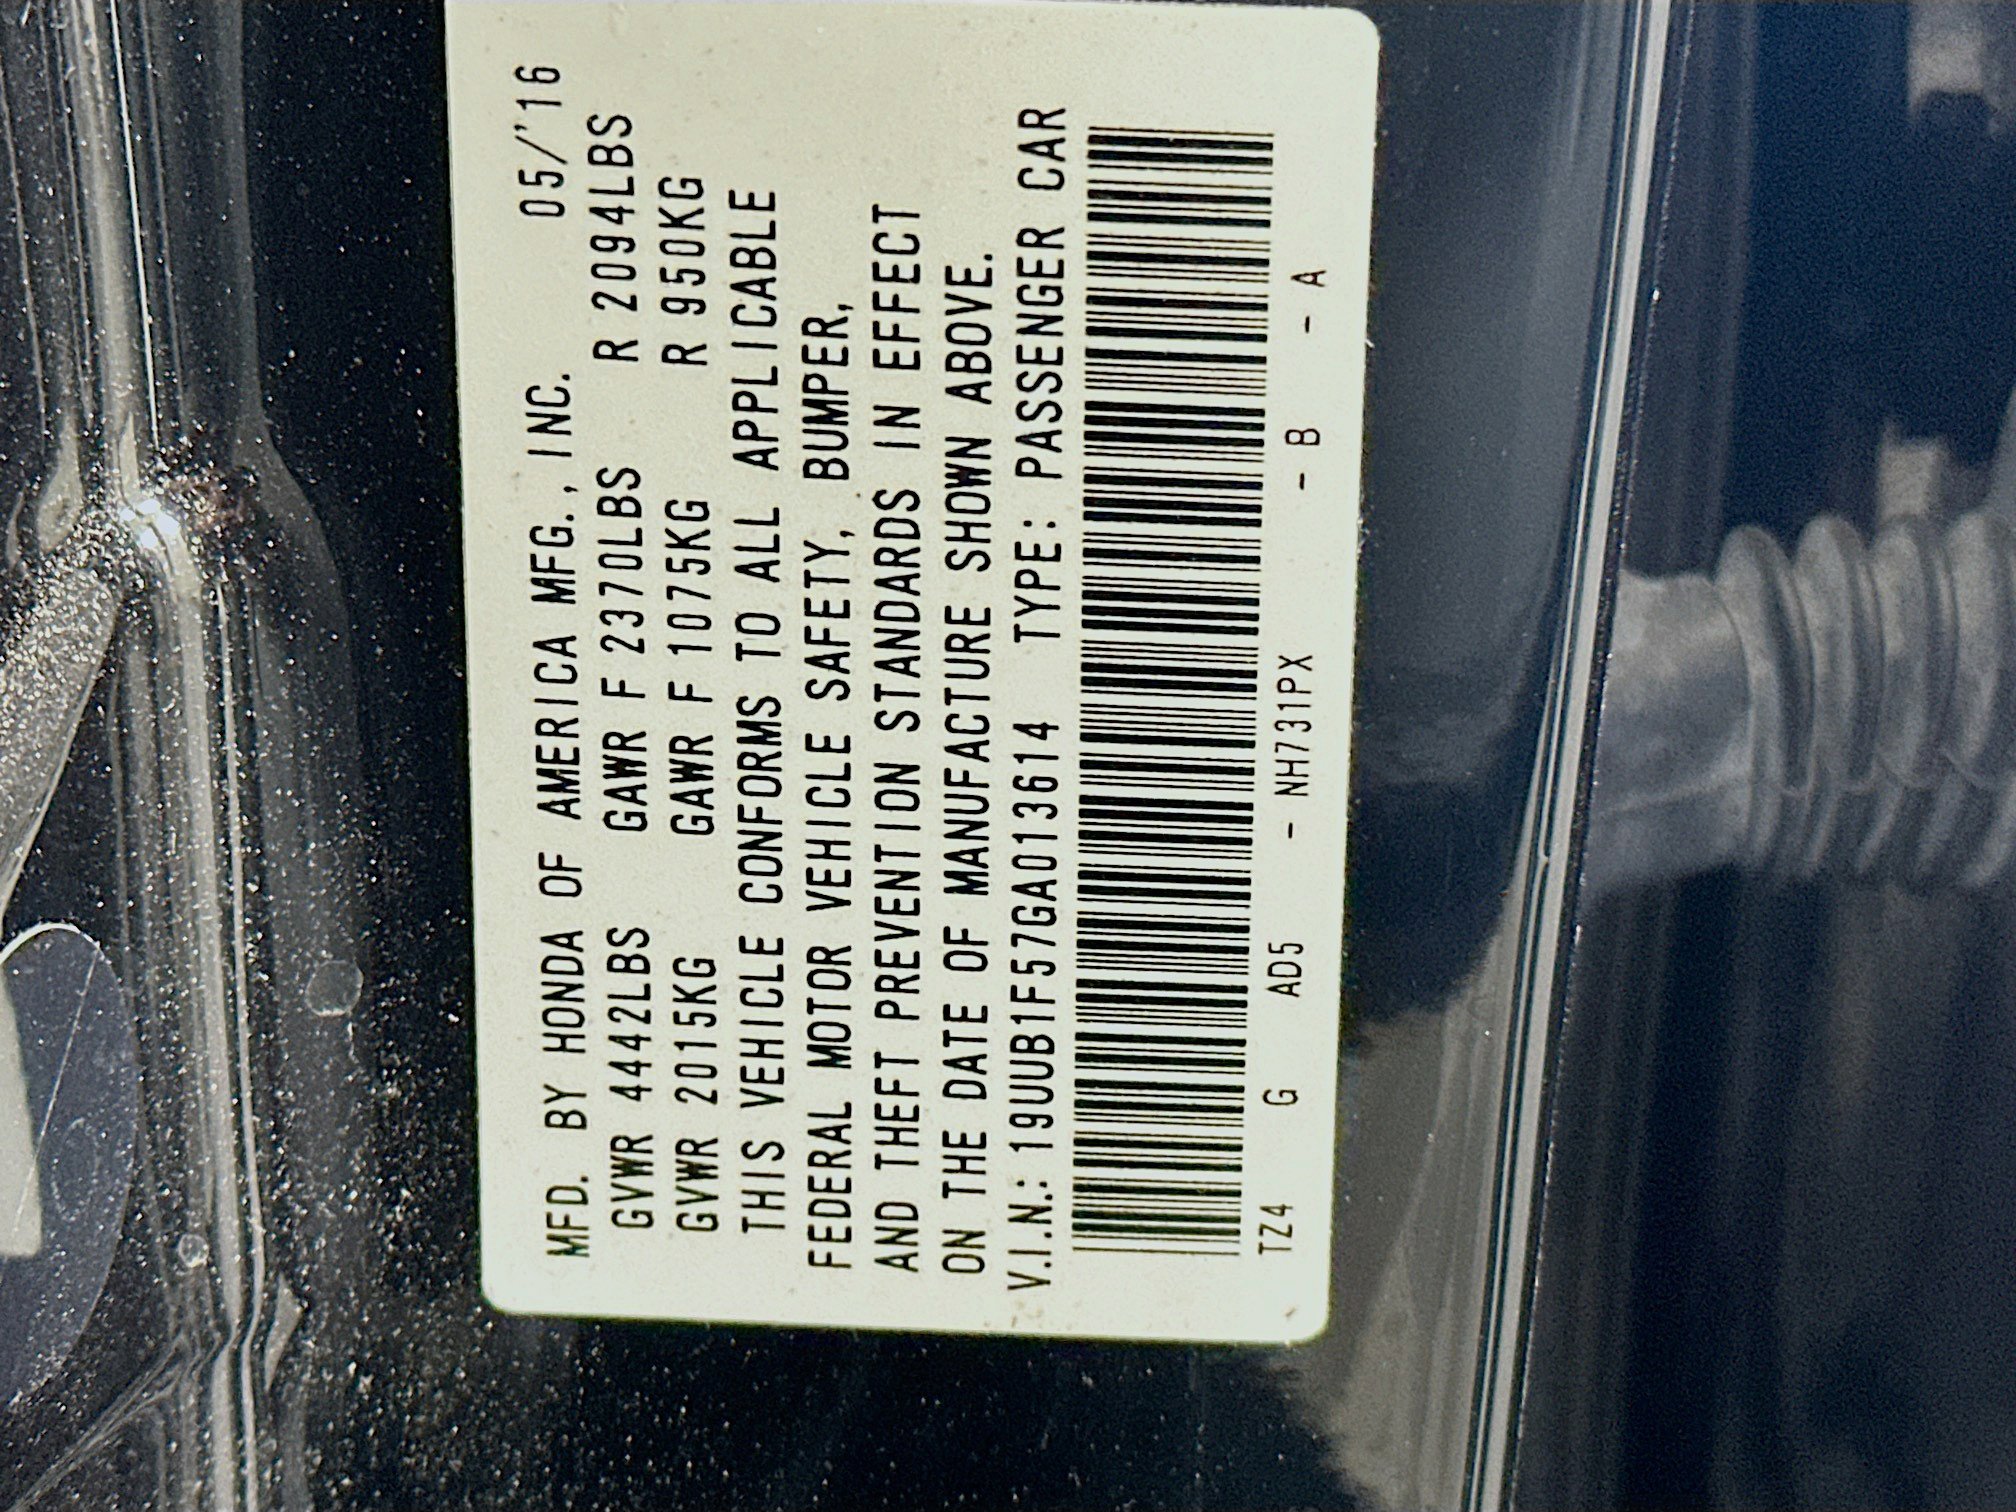 MFD. BY HONDA OF AMERICA MFG., INC. 05/'16
GVWR 4442LBS GAWR F 2370LBS R 2094LBS
GVWR 2015KG GAWR F 1075KG R 950KG
THIS VEHICLE CONFORMS TO ALL APPLICABLE
FEDERAL MOTOR VEHICLE SAFETY, BUMPER,
AND THEFT PREVENTION STANDARDS IN EFFECT
ON THE DATE OF MANUFACTURE SHOWN ABOVE.
V.I.N.: 19UUB1F57GA013614 TYPE: PASSENGER CAR
TZ4 G AD5 - NH731PX - B - A